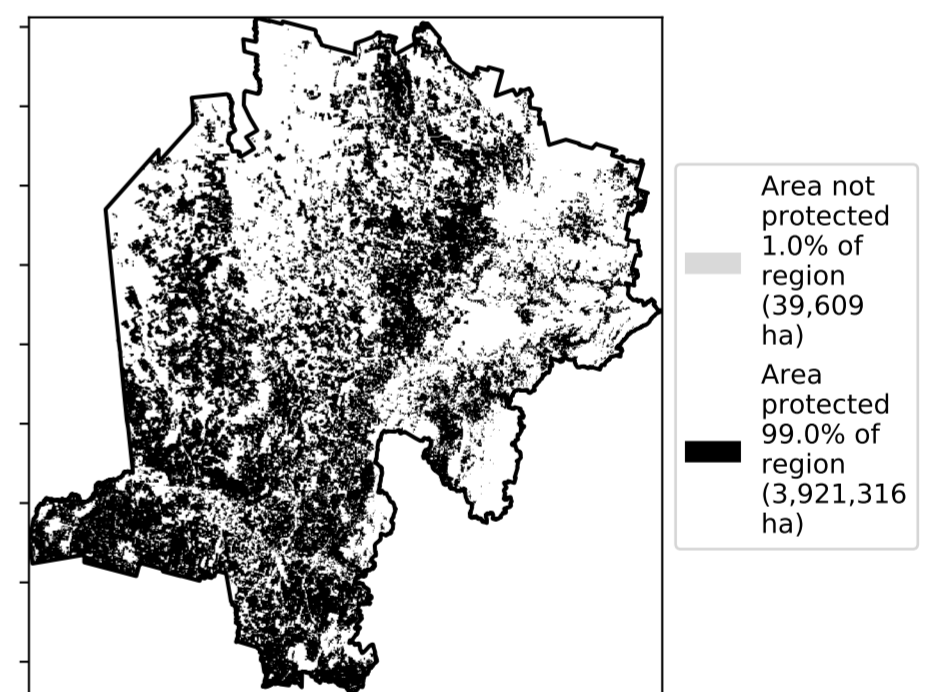 Area not
protected
1.0% of
region
(39,609
ha)
Area
protected
99.0% of
region
(3,921,316
ha)